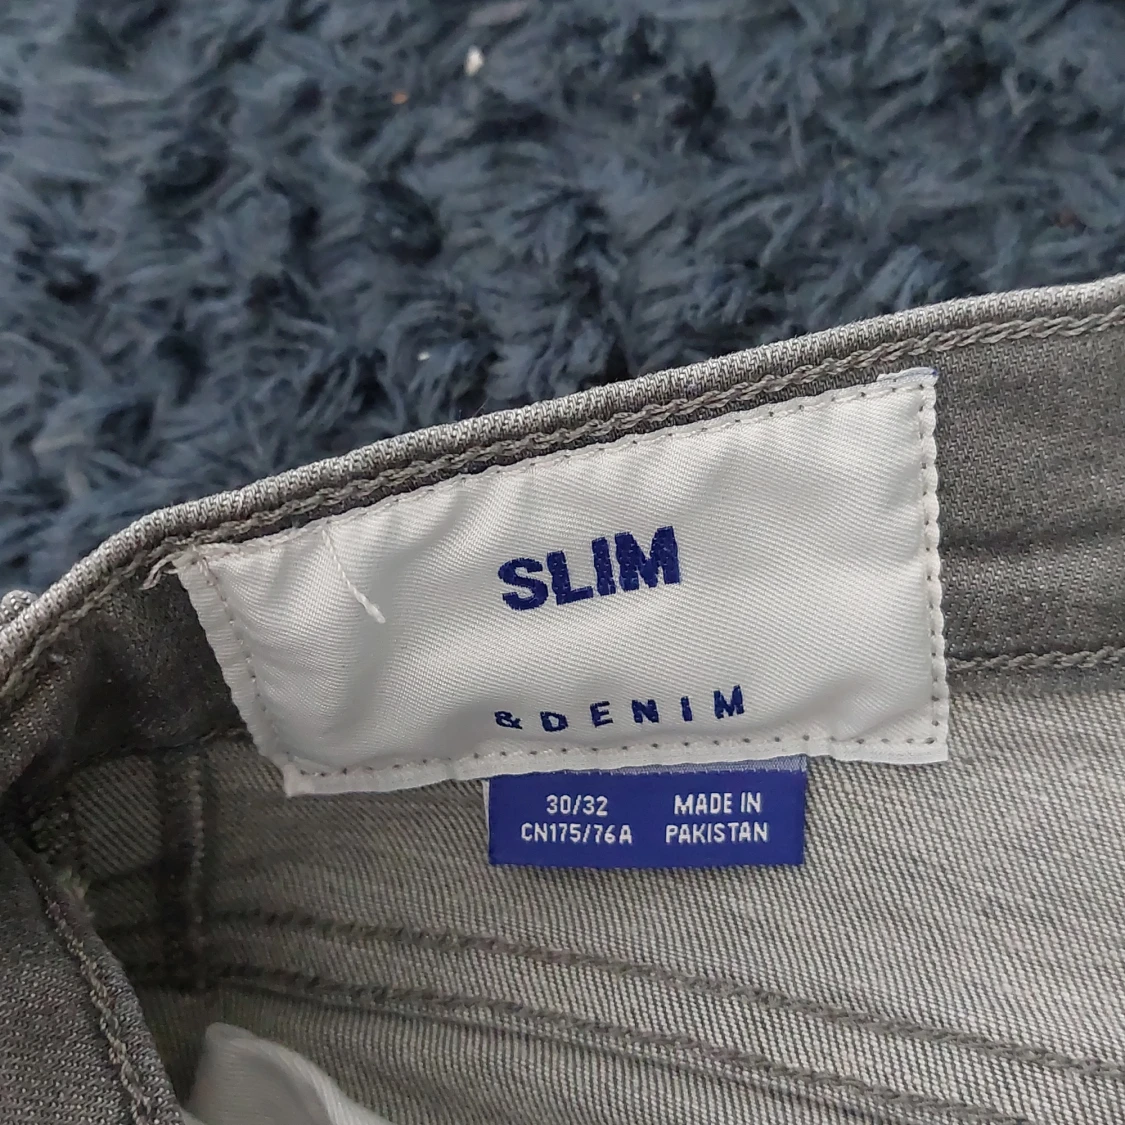 SLIM
& DENIM
30/32
CN175/76A
MADE IN
PAKISTAN